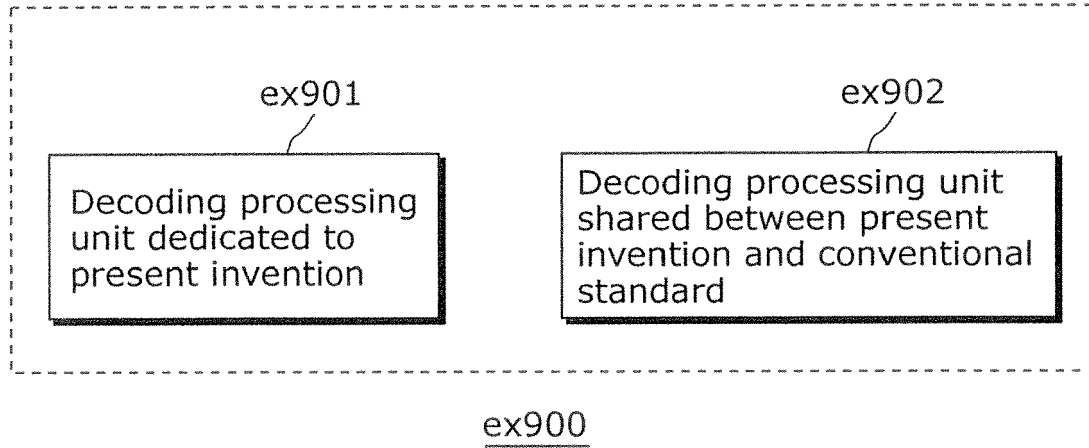 ex901
Decoding processing
unit dedicated to
present invention
ex902
Decoding processing unit
shared between present
invention and conventional
standard
ex900